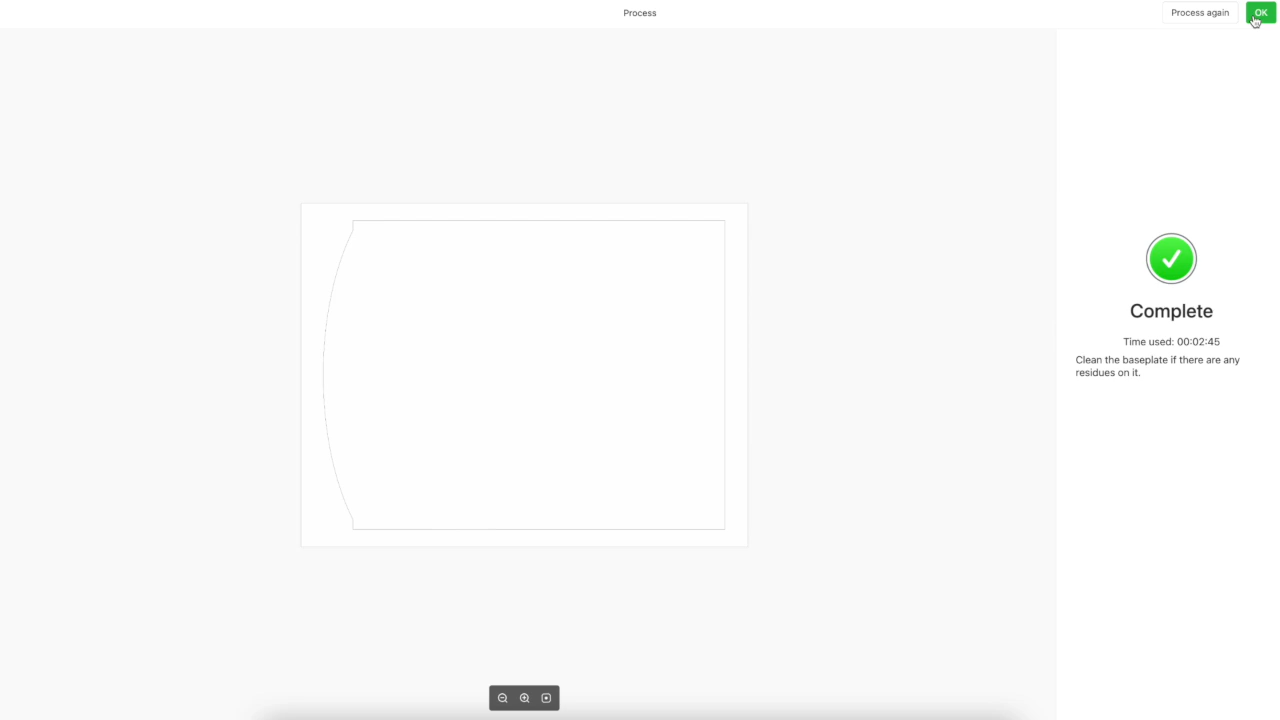 Process
Process again
OK
Complete
Time used: 00:02:45
Clean the baseplate if there are any
residues on it.